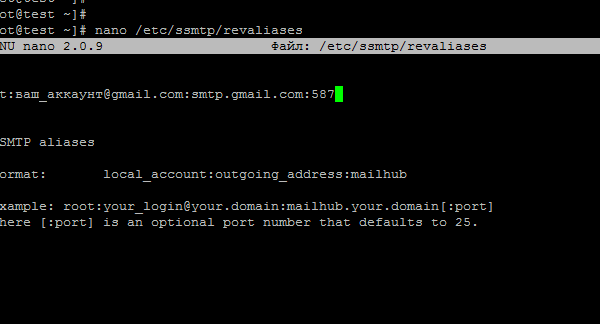 ot@test ~]#
ot@test ~]#
ot@test ~]# nano /etc/ssmtp/revaliases
NU nano 2.0.9 Файл: /etc/ssmtp/revaliases
t:ваш_аккаунт@gmail.com:smtp.gmail.com:587
SMTP aliases
ormat: local_account:outgoing_address:mailhub
xample: root:your_login@your.domain:mailhub.your.domain[:port]
here [:port] is an optional port number that defaults to 25.